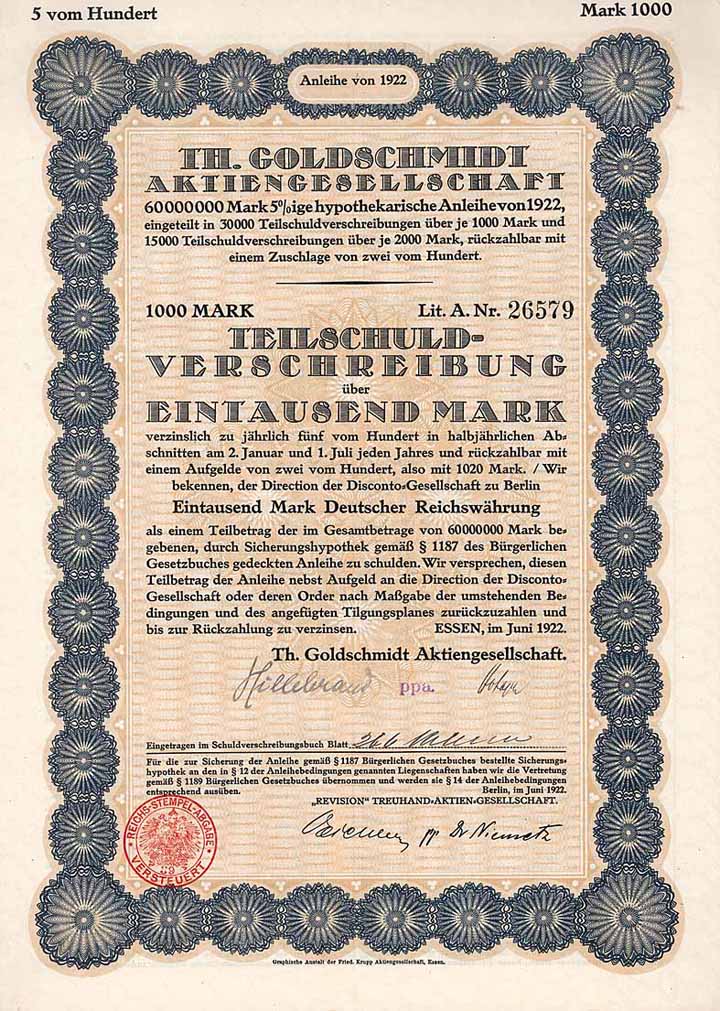 5 vom Hundert
Mark 1000
Anleihe von 1922
TH. GOLDSCHMIDT
AKTIENGESELLSCHAFT
60000000 Mark 5%ige hypothekarische Anleihe von 1922,
eingeteilt in 30000 Teilschuldverschreibungen über je 1000 Mark und
15000 Teilschuldverschreibungen über je 2000 Mark, rückzahlbar mit
einem Zuschlage von zwei vom Hundert.
1000 MARK
Lit. A. Nr. 26579
TEILSCHULD-
VERSCHREIBUNG
über
EINTAUSEND MARK
verzinslich zu jährlich fünf vom Hundert in halbjährlichen Ab-
schnitten am 2. Januar und 1. Juli jeden Jahres und rückzahlbar mit
einem Aufgelde von zwei vom Hundert, also mit 1020 Mark. / Wir
bekennen, der Direction der Disconto-Gesellschaft zu Berlin
Eintausend Mark Deutscher Reichswährung
als einem Teilbetrag der im Gesamtbetrage von 60000000 Mark be-
gebenen, durch Sicherungshypothek gemäß § 1187 des Bürgerlichen
Gesetzbuches gedeckten Anleihe zu schulden. Wir versprechen, diesen
Teilbetrag der Anleihe nebst Aufgeld an die Direction der Disconto-
Gesellschaft oder deren Order nach Maßgabe der umstehenden Be-
dingungen und des angefügten Tilgungsplanes zurückzuzahlen und
bis zur Rückzahlung zu verzinsen. ESSEN, im Juni 1922.
Th. Goldschmidt Aktiengesellschaft.
Hillebrand ppa.
Eingetragen im Schuldverschreibungsbuch Blatt 266
Für die zur Sicherung der Anleihe gemäß § 1187 Bürgerlichen Gesetzbuches bestellte Sicherungs-
hypothek an den in § 12 der Anleihebedingungen genannten Liegenschaften haben wir die Vertretung
gemäß § 1189 Bürgerlichen Gesetzbuches übernommen und werden sie § 14 der Anleihebedingungen
entsprechend ausüben. Berlin, im Juni 1922.
„REVISION" TREUHAND-AKTIEN-GESELLSCHAFT.
pp Dr Niemetz
REICHS-STEMPEL-ABGABE
VERSTEUERT
Graphische Anstalt der Fried. Krupp Aktiengesellschaft, Essen.